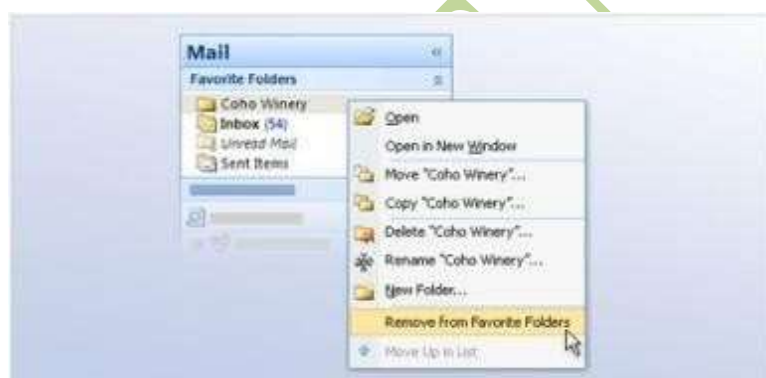 Mail
Favorite Folders
Coho Winery
Inbox (54)
Unread Mail
Sent Items
Open
Open in New Window
Move "Coho Winery"...
Copy "Coho Winery"...
Delete "Coho Winery"...
Rename "Coho Winery"...
New Folder...
Remove from Favorite Folders
Move Up in List